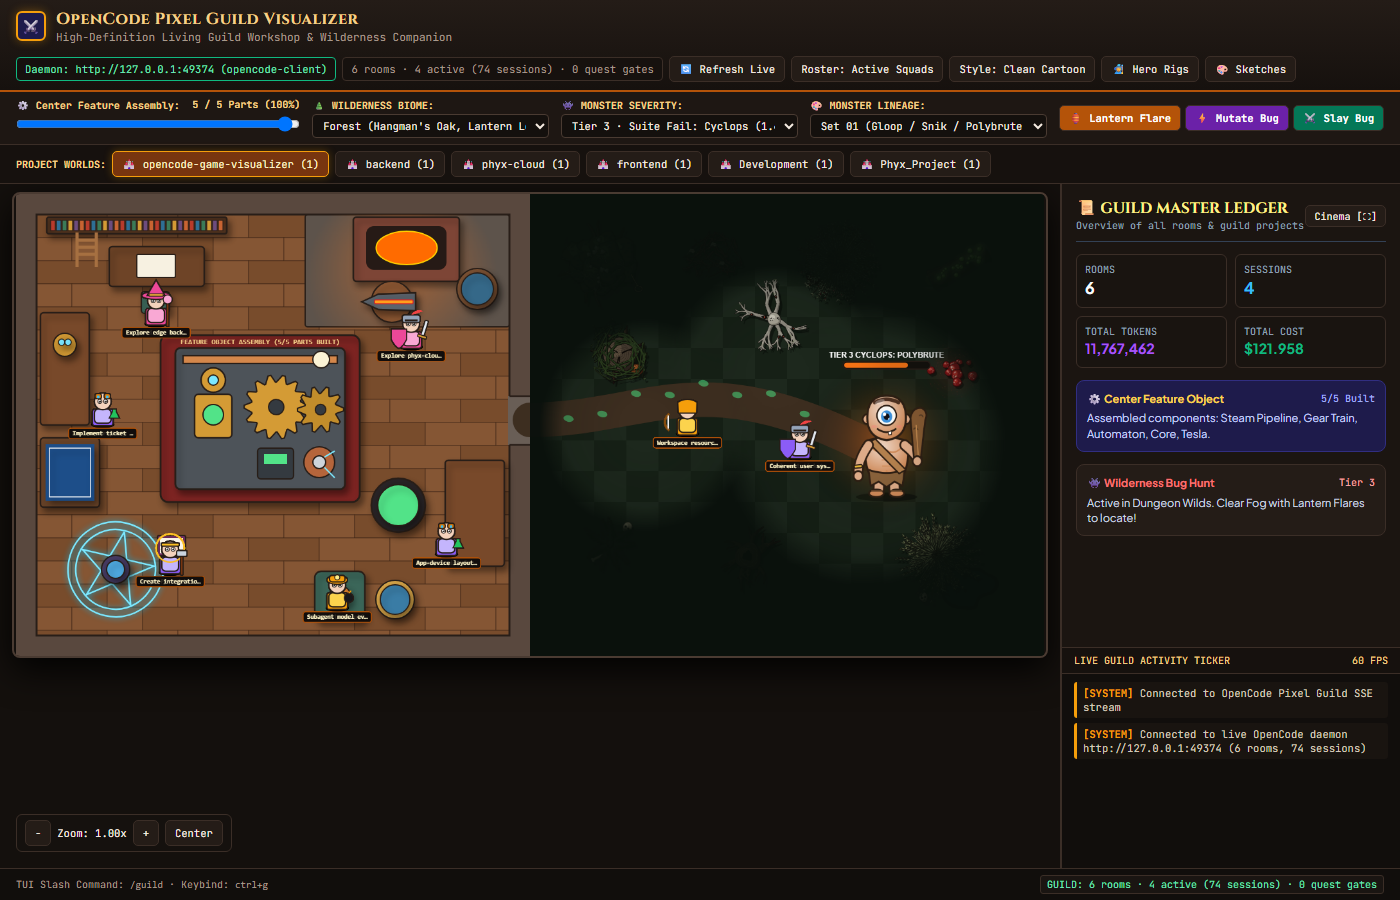 OpenCode Pixel Guild Visualizer
High-Definition Living Guild Workshop & Wilderness Companion
Daemon: http://127.0.0.1:49374 (opencode-client)
6 rooms · 4 active (74 sessions) · 0 quest gates
Refresh Live
Roster: Active Squads
Style: Clean Cartoon
Hero Rigs
Sketches
Center Feature Assembly: 5 / 5 Parts (100%)
WILDERNESS BIOME:
Forest (Hangman's Oak, Lantern L
MONSTER SEVERITY:
Tier 3 · Suite Fail: Cyclops (1.
MONSTER LINEAGE:
Set 01 (Gloop / Snik / Polybrute
Lantern Flare
Mutate Bug
Slay Bug
PROJECT WORLDS:
opencode-game-visualizer (1)
backend (1)
phyx-cloud (1)
frontend (1)
Development (1)
Phyx_Project (1)
Explore edge back…
Explore phyx-clou…
FEATURE OBJECT ASSEMBLY (5/5 PARTS BUILT)
Implement ticket …
Create integratio…
App-device layout…
Subagent model ev…
TIER 3 CYCLOPS: POLYBRUTE
Workspace resourc…
Coherent user sys…
GUILD MASTER LEDGER
Overview of all rooms & guild projects
Cinema [⛶]
ROOMS
6
SESSIONS
4
TOTAL TOKENS
11,767,462
TOTAL COST
$121.958
Center Feature Object 5/5 Built
Assembled components: Steam Pipeline, Gear Train,
Automaton, Core, Tesla.
Wilderness Bug Hunt Tier 3
Active in Dungeon Wilds. Clear Fog with Lantern Flares
to locate!
LIVE GUILD ACTIVITY TICKER 60 FPS
[SYSTEM] Connected to OpenCode Pixel Guild SSE
stream
[SYSTEM] Connected to live OpenCode daemon
http://127.0.0.1:49374 (6 rooms, 74 sessions)
- Zoom: 1.00x + Center
TUI Slash Command: /guild · Keybind: ctrl+g
GUILD: 6 rooms · 4 active (74 sessions) · 0 quest gates